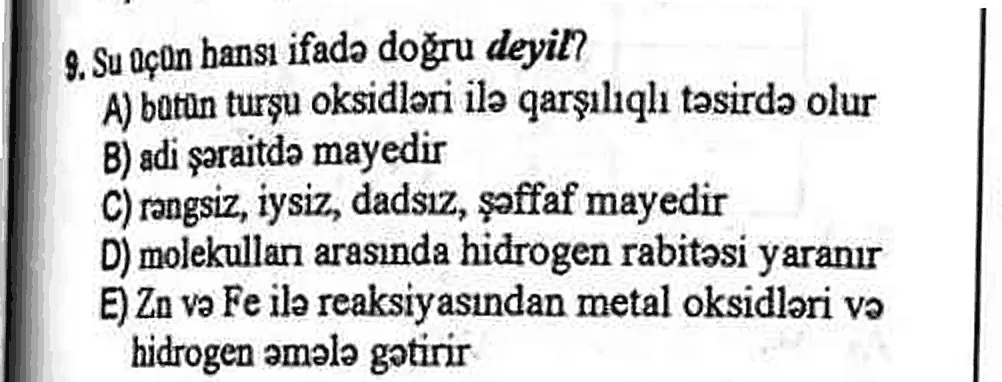 9. Su üçün hansı ifadə doğru deyil?
A) bütün turşu oksidləri ilə qarşılıqlı təsirdə olur
B) adi şəraitdə mayedir
C) rəngsiz, iysiz, dadsız, şəffaf mayedir
D) molekulları arasında hidrogen rabitəsi yaranır
E) Zn və Fe ilə reaksiyasından metal oksidləri və
hidrogen əmələ gətirir